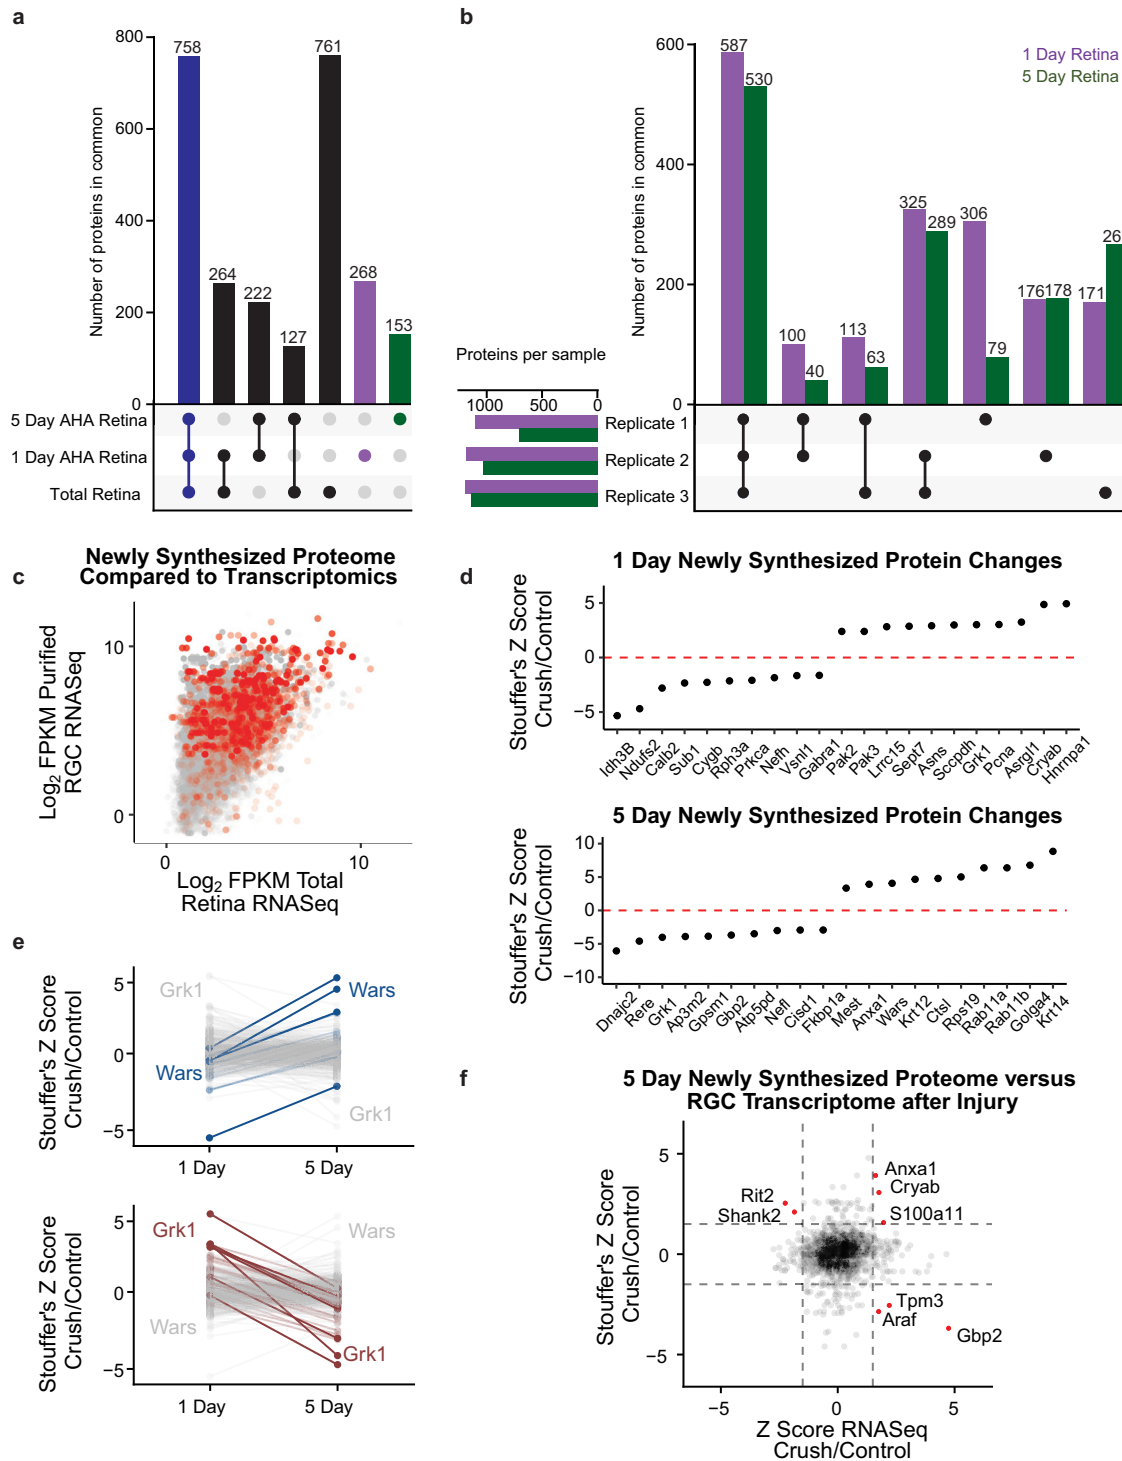 a
800
600
400
200
0
Number of proteins in common
758
264
222
127
761
268
153
5 Day AHA Retina
1 Day AHA Retina
Total Retina
b
600
400
200
0
Number of proteins in common
1 Day Retina
5 Day Retina
587
530
100
40
113
63
325
289
306
79
176
178
171
26
Proteins per sample
1000 500 0
Replicate 1
Replicate 2
Replicate 3
c
Newly Synthesized Proteome
Compared to Transcriptomics
Log2 FPKM Purified
RGC RNASeq
10
0
0 10
Log2 FPKM Total
Retina RNASeq
d
1 Day Newly Synthesized Protein Changes
Stouffer's Z Score
Crush/Control
5
0
−5
Idh3B
Ndufs2
Calb2
Sub1
Cygb
Rph3a
Prkca
Nefh
Vsnl1
Gabra1
Pak2
Pak3
Lrrc15
Sept7
Asns
Sccpdh
Grk1
Pcna
Asrgl1
Cryab
Hnrnpa1
5 Day Newly Synthesized Protein Changes
Stouffer's Z Score
Crush/Control
10
5
0
−5
−10
Dnajc2
Rere
Grk1
Ap3m2
Gpsm1
Gbp2
Atp5pd
Nefl
Cisd1
Fkbp1a
Mest
Anxa1
Wars
Krt12
Ctsl
Rps19
Rab11a
Rab11b
Golga4
Krt14
e
Stouffer's Z Score
Crush/Control
5
0
−5
Grk1
Wars
Wars
Grk1
1 Day 5 Day
Stouffer's Z Score
Crush/Control
5
0
−5
Grk1
Wars
Wars
Grk1
1 Day 5 Day
f
5 Day Newly Synthesized Proteome versus
RGC Transcriptome after Injury
Stouffer's Z Score
Crush/Control
5
0
−5
Rit2
Shank2
Anxa1
Cryab
S100a11
Tpm3
Araf
Gbp2
−5 0 5
Z Score RNASeq
Crush/Control